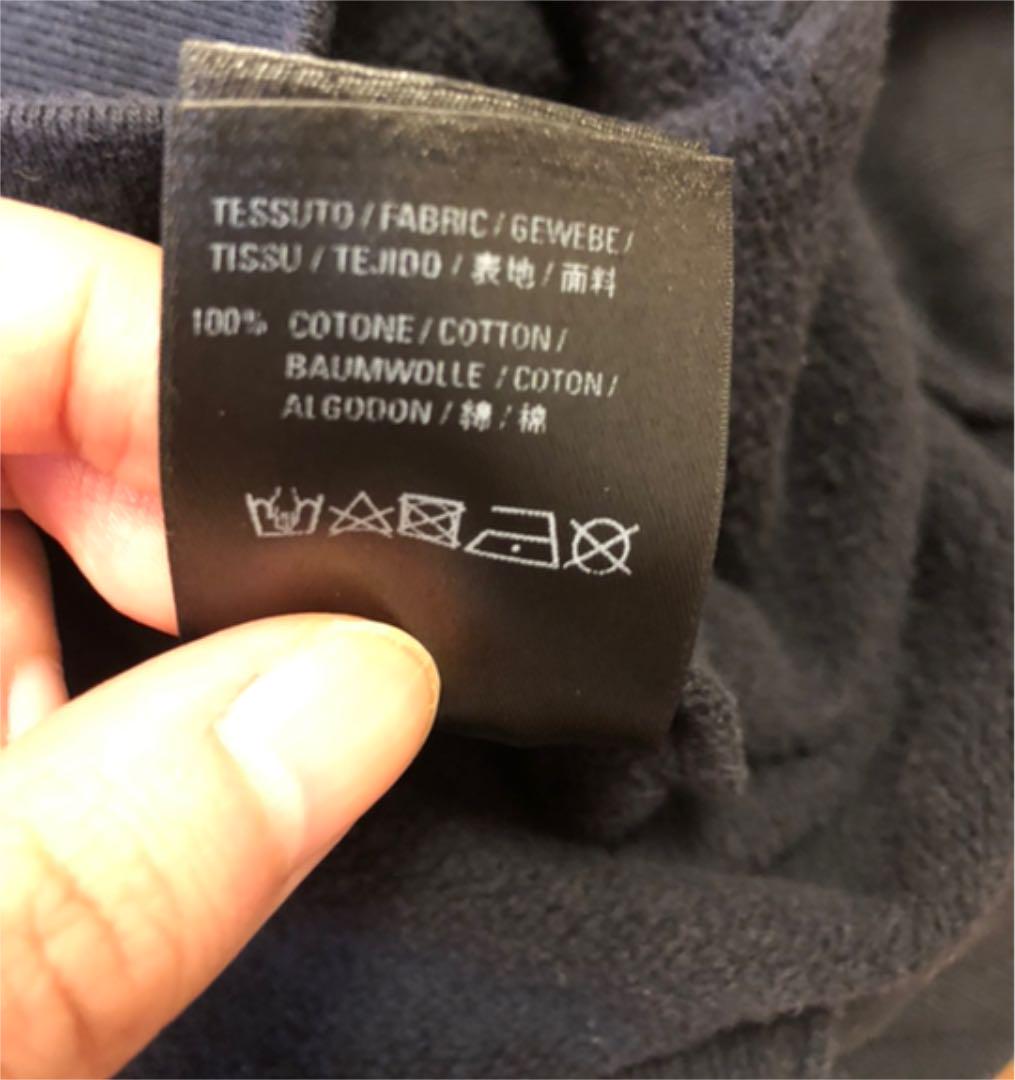 TESSUTO / FABRIC / GEWEBE /
TISSU / TEJIDO / 表地 / 面料
100% COTONE / COTTON /
BAUMWOLLE / COTON /
ALGODON / 綿 / 棉